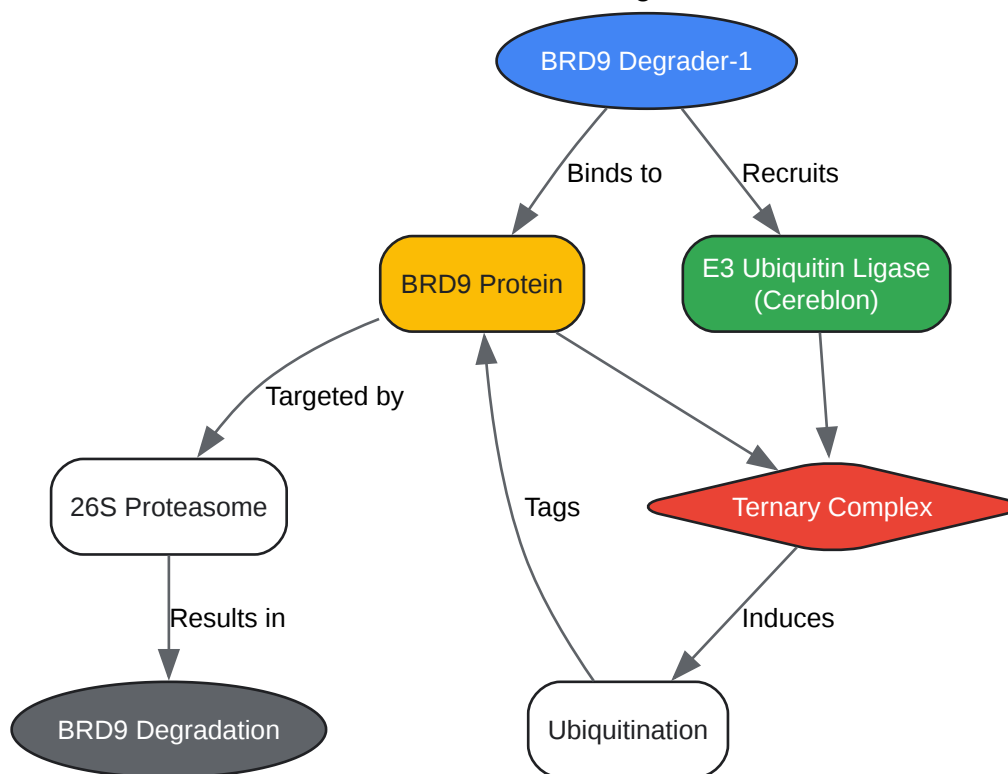 BRD9 Degrader-1
Binds to
Recruits
BRD9 Protein
E3 Ubiquitin Ligase
(Cereblon)
Targeted by
26S Proteasome
Tags
Ternary Complex
Results in
Induces
BRD9 Degradation
Ubiquitination